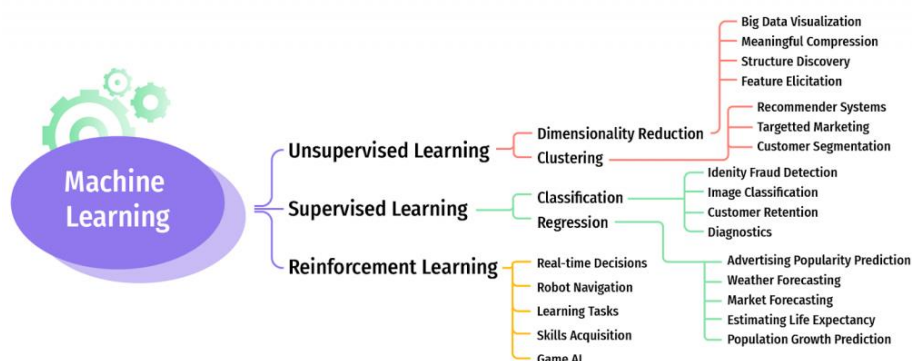 Machine
Learning
Unsupervised Learning
Dimensionality Reduction
Big Data Visualization
Meaningful Compression
Structure Discovery
Feature Elicitation
Clustering
Recommender Systems
Targetted Marketing
Customer Segmentation
Supervised Learning
Classification
Idenity Fraud Detection
Image Classification
Customer Retention
Diagnostics
Regression
Advertising Popularity Prediction
Weather Forecasting
Market Forecasting
Estimating Life Expectancy
Population Growth Prediction
Reinforcement Learning
Real-time Decisions
Robot Navigation
Learning Tasks
Skills Acquisition
Game AI